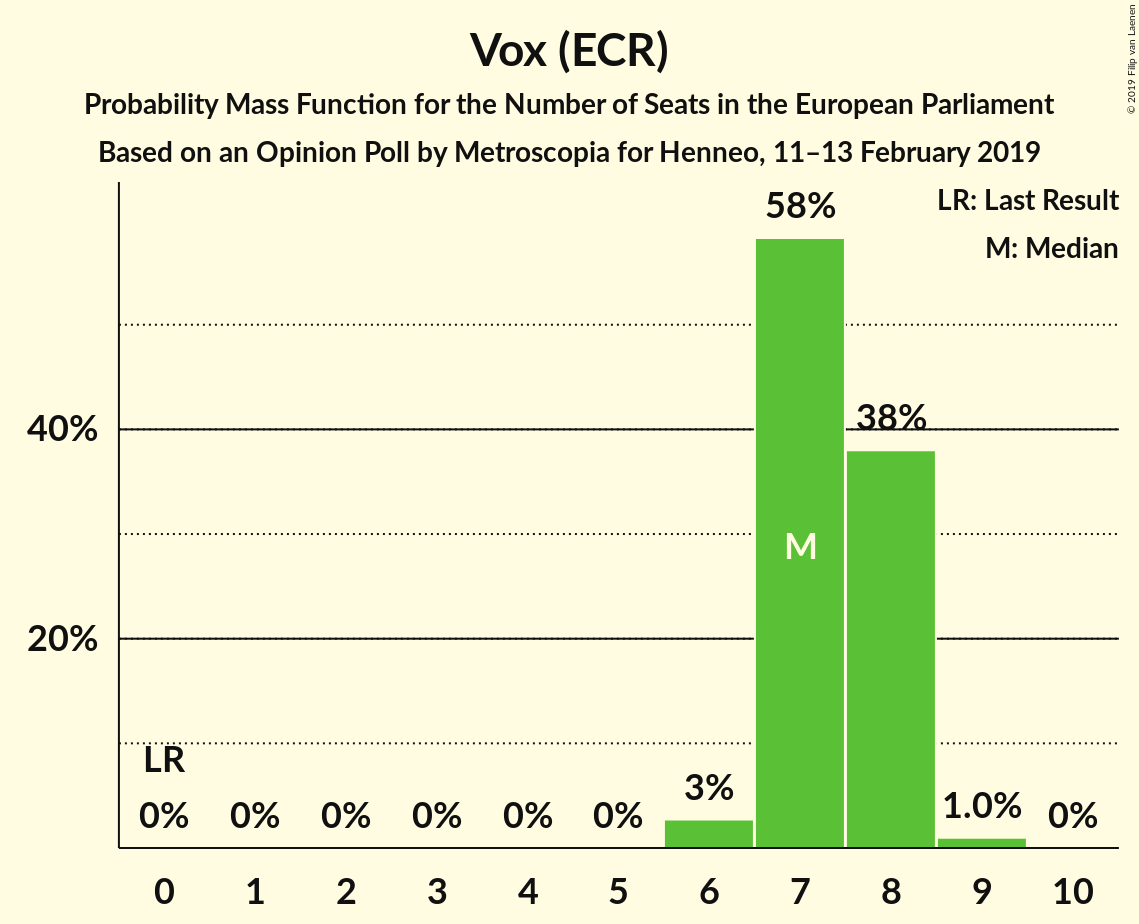 Vox (ECR)
Probability Mass Function for the Number of Seats in the European Parliament
Based on an Opinion Poll by Metroscopia for Henneo, 11–13 February 2019
© 2019 Filip van Laenen
LR: Last Result
M: Median
58%
40%
38%
M
20%
LR
0% 0% 0% 0% 0% 0% 3% 1.0% 0%
0 1 2 3 4 5 6 7 8 9 10